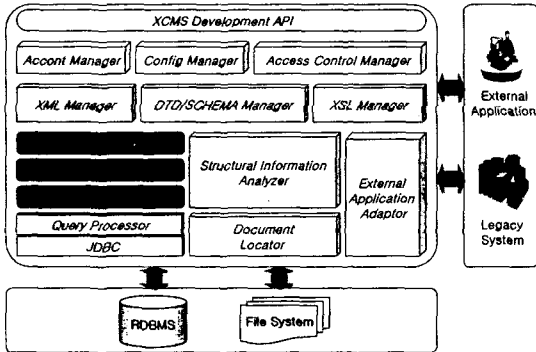 XCMS Development API
Accont Manager
Config Manager
Access Control Manager
XML Manager
DTD/SCHEMA Manager
XSL Manager
Structural Information
Analyzer
External
Application
Adaptor
Query Processor
JDBC
Document
Locator
External
Application
Legacy
System
RDBMS
File System